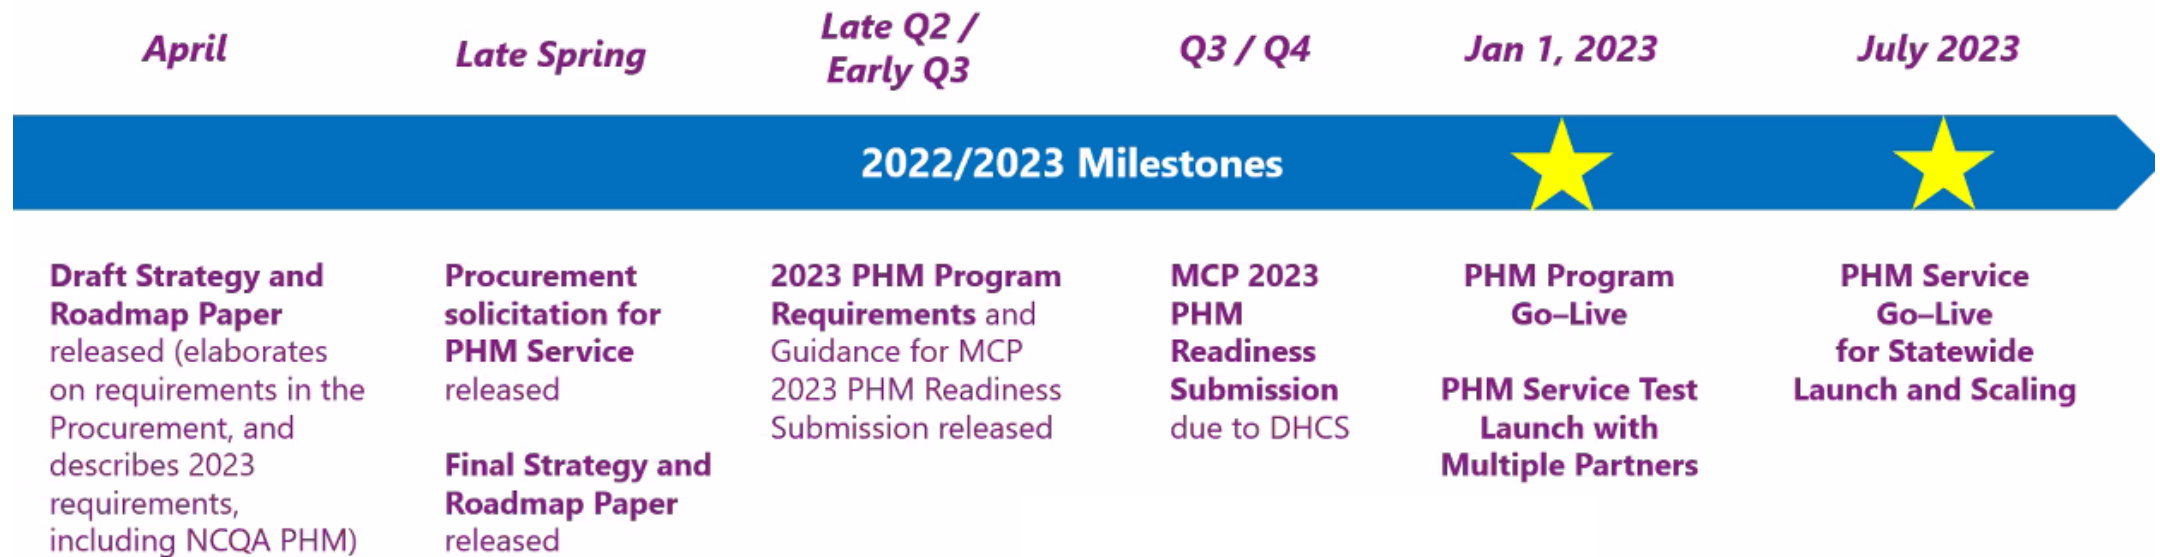 April
Late Spring
Late Q2 /
Early Q3
Q3 / Q4
Jan 1, 2023
July 2023
2022/2023 Milestones
Draft Strategy and
Roadmap Paper
released (elaborates
on requirements in the
Procurement, and
describes 2023
requirements,
including NCQA PHM)
Procurement
solicitation for
PHM Service
released
Final Strategy and
Roadmap Paper
released
2023 PHM Program
Requirements and
Guidance for MCP
2023 PHM Readiness
Submission released
MCP 2023
PHM
Readiness
Submission
due to DHCS
PHM Program
Go–Live
PHM Service Test
Launch with
Multiple Partners
PHM Service
Go–Live
for Statewide
Launch and Scaling